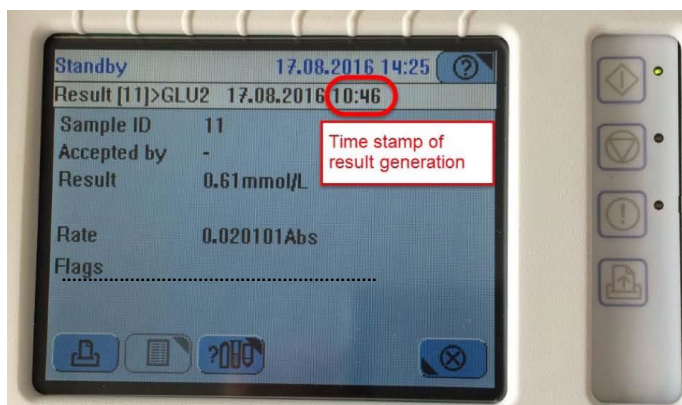 Standby 17.08.2016 14:25 ?
Result [11]>GLU2 17.08.2016 10:46
Sample ID 11
Accepted by -
Time stamp of
result generation
Result 0.61mmol/L
Rate 0.020101Abs
Flags
?